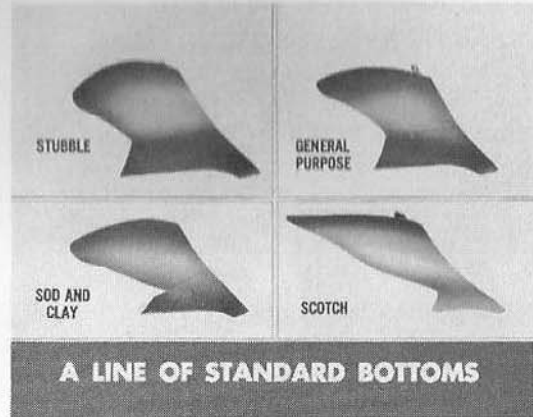 STUBBLE
GENERAL
PURPOSE
SOD AND
CLAY
SCOTCH
A LINE OF STANDARD BOTTOMS